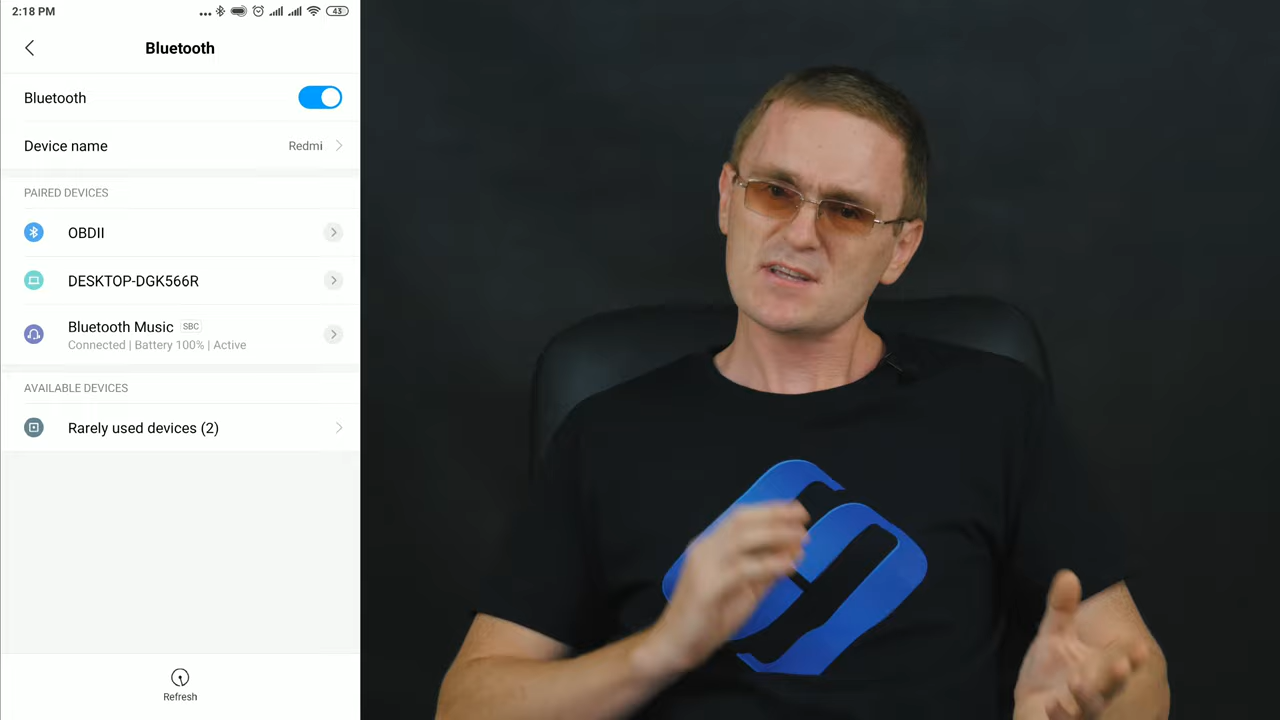 2:18 PM
43
Bluetooth
Bluetooth
Device name
Redmi
PAIRED DEVICES
OBDII
DESKTOP-DGK566R
Bluetooth Music SBC
Connected | Battery 100% | Active
AVAILABLE DEVICES
Rarely used devices (2)
Refresh